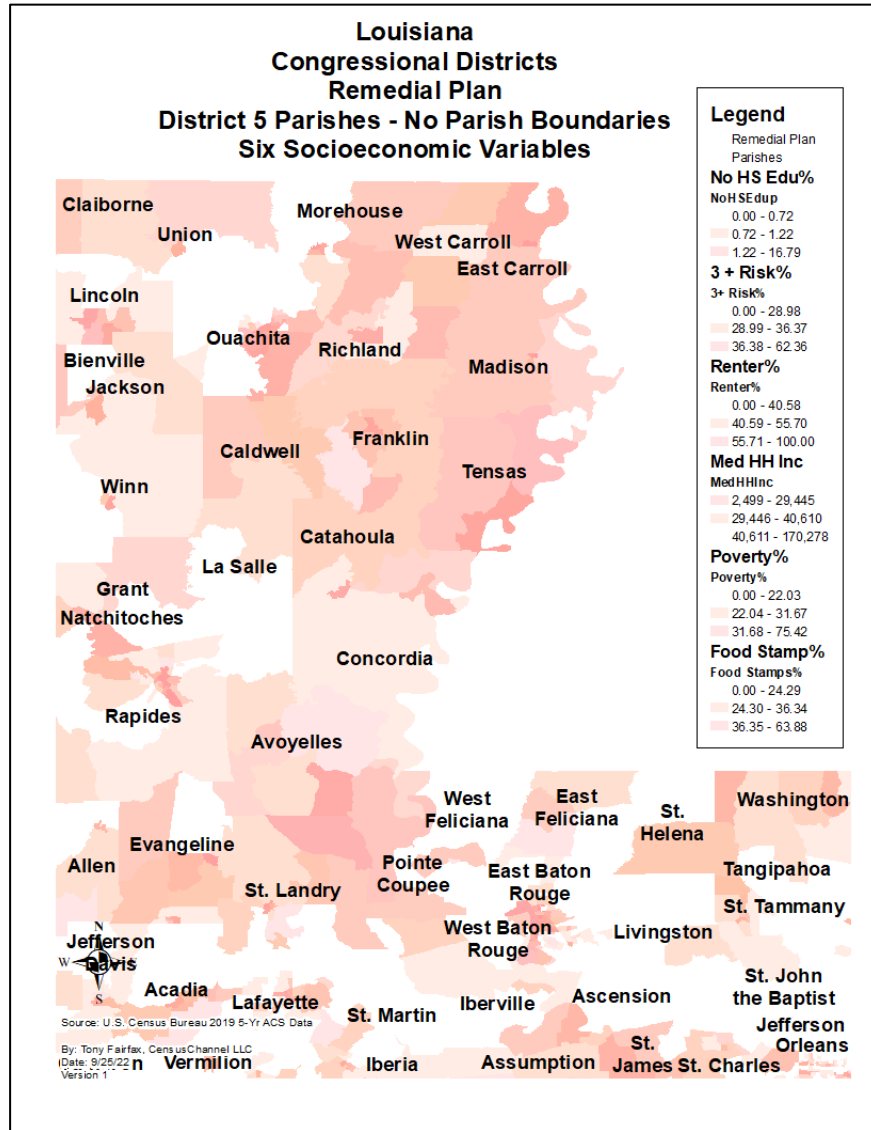 Louisiana
Congressional Districts
Remedial Plan
District 5 Parishes - No Parish Boundaries
Six Socioeconomic Variables
Legend
Remedial Plan
Parishes
No HS Edu%
NoHSEdup
0.00 - 0.72
0.72 - 1.22
1.22 - 16.79
3 + Risk%
3+ Risk%
0.00 - 28.98
28.99 - 36.37
36.38 - 62.36
Renter%
Renter%
0.00 - 40.58
40.59 - 55.70
55.71 - 100.00
Med HH Inc
MedHHInc
2,499 - 29,445
29,446 - 40,610
40,611 - 170,278
Poverty%
Poverty%
0.00 - 22.03
22.04 - 31.67
31.68 - 75.42
Food Stamp%
Food Stamps%
0.00 - 24.29
24.30 - 36.34
36.35 - 63.88
Claiborne
Morehouse
Union
West Carroll
East Carroll
Lincoln
Ouachita
Richland
Bienville
Jackson
Madison
Franklin
Caldwell
Tensas
Winn
Catahoula
La Salle
Grant
Natchitoches
Concordia
Rapides
Avoyelles
West
Feliciana
East
Feliciana
St.
Helena
Washington
Evangeline
Allen
Pointe
Coupee
East Baton
Rouge
Tangipahoa
St. Landry
St. Tammany
West Baton
Rouge
Livingston
Jefferson
Davis
N
W
E
S
Acadia
Lafayette
St. Martin
Iberville
Ascension
St. John
the Baptist
Jefferson
Orleans
Source: U.S. Census Bureau 2019 5-Yr ACS Data
By: Tony Fairfax, CensusChannel LLC
Date: 9/25/22
Version 1
Vermilion
Iberia
Assumption
St.
James
St. Charles